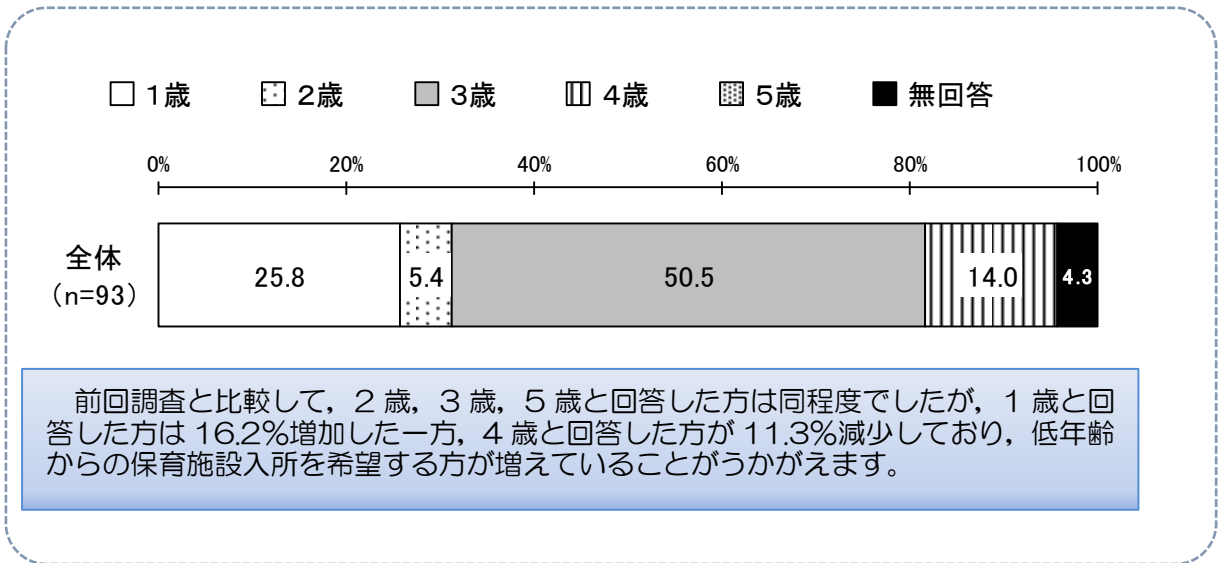 1歳 2歳 3歳 4歳 5歳 無回答
0% 20% 40% 60% 80% 100%
全体
（n=93）
25.8 5.4 50.5 14.0 4.3
　前回調査と比較して，２歳，３歳，５歳と回答した方は同程度でしたが，１歳と回
答した方は 16.2%増加した一方，４歳と回答した方が 11.3%減少しており，低年齢
からの保育施設入所を希望する方が増えていることがうかがえます。